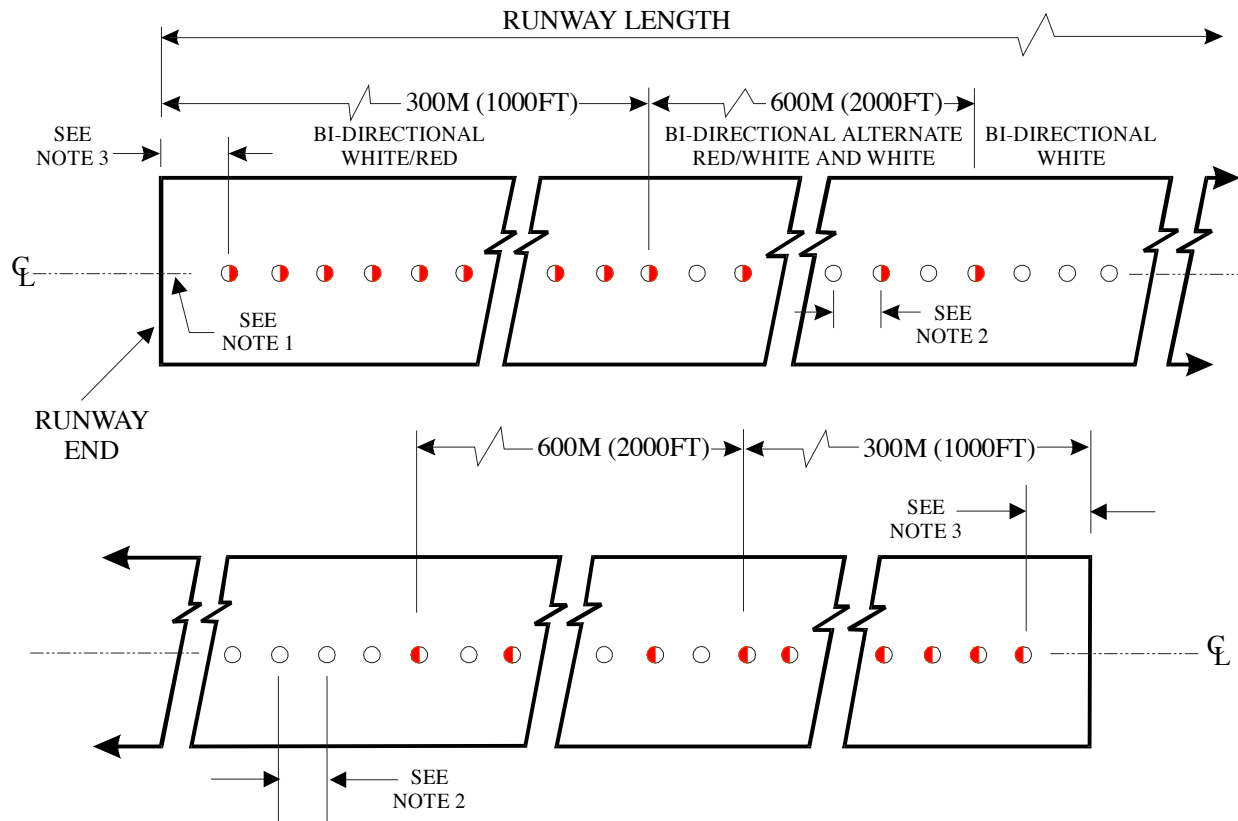 RUNWAY LENGTH
300M (1000FT)
600M (2000FT)
SEE
NOTE 3
BI-DIRECTIONAL
WHITE/RED
BI-DIRECTIONAL ALTERNATE
RED/WHITE AND WHITE
BI-DIRECTIONAL
WHITE
℄
SEE
NOTE 1
SEE
NOTE 2
RUNWAY
END
600M (2000FT)
300M (1000FT)
SEE
NOTE 3
℄
SEE
NOTE 2